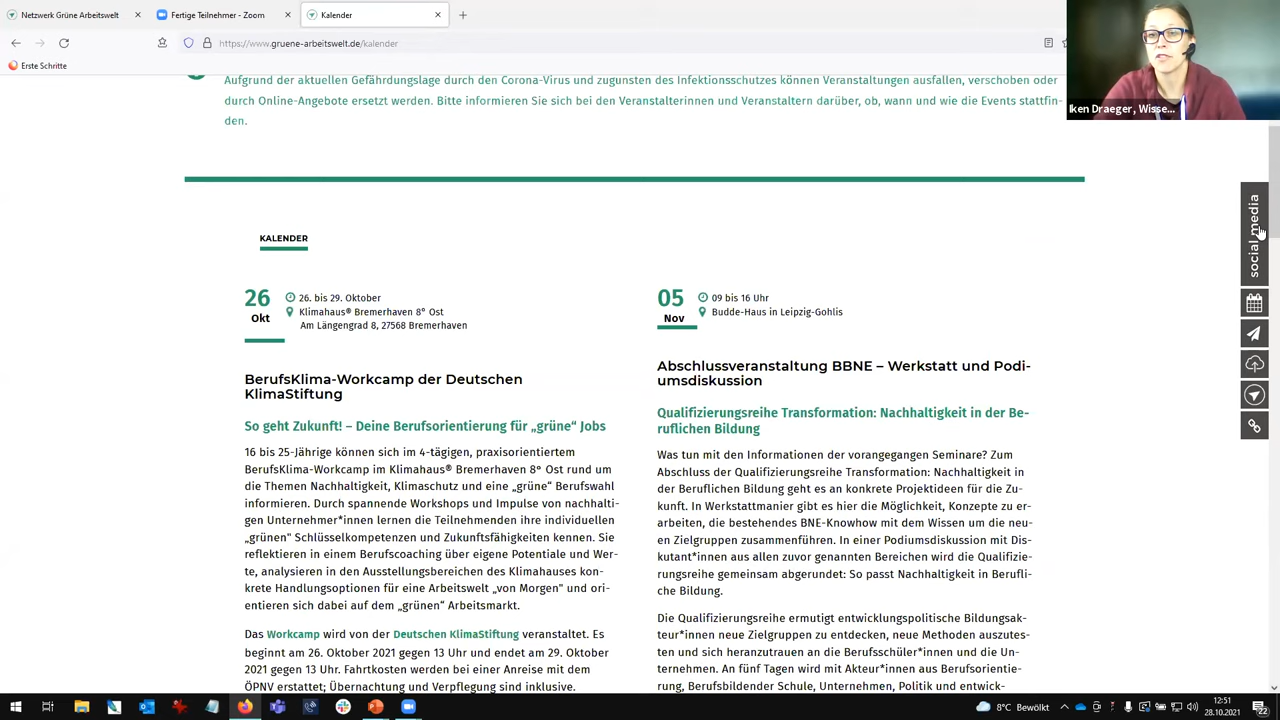 Netzwerk Grüne Arbeitswelt
Fertige Teilnehmer - Zoom
Kalender
https://www.gruene-arbeitswelt.de/kalender
Erste Schritte
Iken Draeger, Wisse...
Aufgrund der aktuellen Gefährdungslage durch den Corona-Virus und zugunsten des Infektionsschutzes können Veranstaltungen ausfallen, verschoben oder
durch Online-Angebote ersetzt werden. Bitte informieren Sie sich bei den Veranstalterinnen und Veranstaltern darüber, ob, wann und wie die Events stattfin-
den.
social media
KALENDER
26
Okt
26. bis 29. Oktober
Klimahaus® Bremerhaven 8° Ost
Am Längengrad 8, 27568 Bremerhaven
BerufsKlima-Workcamp der Deutschen
KlimaStiftung
So geht Zukunft! – Deine Berufsorientierung für „grüne“ Jobs
16 bis 25-Jährige können sich im 4-tägigen, praxisorientiertem
BerufsKlima-Workcamp im Klimahaus® Bremerhaven 8° Ost rund um
die Themen Nachhaltigkeit, Klimaschutz und eine „grüne“ Berufswahl
informieren. Durch spannende Workshops und Impulse von nachhalti-
gen Unternehmer*innen lernen die Teilnehmenden ihre individuellen
„grünen" Schlüsselkompetenzen und Zukunftsfähigkeiten kennen. Sie
reflektieren in einem Berufscoaching über eigene Potentiale und Wer-
te, analysieren in den Ausstellungsbereichen des Klimahauses kon-
krete Handlungsoptionen für eine Arbeitswelt „von Morgen" und ori-
entieren sich dabei auf dem „grünen“ Arbeitsmarkt.
Das Workcamp wird von der Deutschen KlimaStiftung veranstaltet. Es
beginnt am 26. Oktober 2021 gegen 13 Uhr und endet am 29. Oktober
2021 gegen 13 Uhr. Fahrtkosten werden bei einer Anreise mit dem
ÖPNV erstattet; Übernachtung und Verpflegung sind inklusive.
05
Nov
09 bis 16 Uhr
Budde-Haus in Leipzig-Gohlis
Abschlussveranstaltung BBNE – Werkstatt und Podi-
umsdiskussion
Qualifizierungsreihe Transformation: Nachhaltigkeit in der Be-
ruflichen Bildung
Was tun mit den Informationen der vorangegangen Seminare? Zum
Abschluss der Qualifizierungsreihe Transformation: Nachhaltigkeit in
der Beruflichen Bildung geht es an konkrete Projektideen für die Zu-
kunft. In Werkstattmanier gibt es hier die Möglichkeit, Konzepte zu er-
arbeiten, die bestehendes BNE-Knowhow mit dem Wissen um die neu-
en Zielgruppen zusammenführen. In einer Podiumsdiskussion mit Dis-
kutant*innen aus allen zuvor genannten Bereichen wird die Qualifizie-
rungsreihe gemeinsam abgerundet: So passt Nachhaltigkeit in Berufli-
che Bildung.
Die Qualifizierungsreihe ermutigt entwicklungspolitische Bildungsak-
teur*innen neue Zielgruppen zu entdecken, neue Methoden auszutes-
ten und sich heranzutrauen an die Berufsschüler*innen und die Un-
ternehmen. An fünf Tagen wird mit Akteur*innen aus Berufsorientie-
rung, Berufsbildender Schule, Unternehmen, Politik und entwick-
8°C Bewölkt
12:51
28.10.2021
22